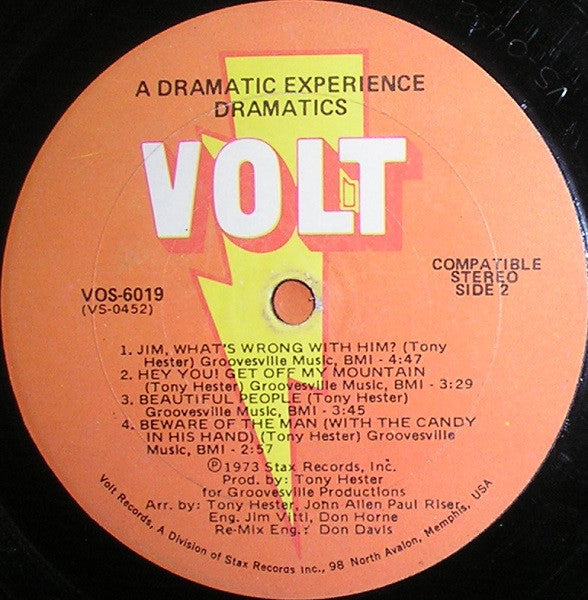 A DRAMATIC EXPERIENCE
DRAMATICS
VOLT
VOS-6019
(VS-0452)
COMPATIBLE
STEREO
SIDE 2
1. JIM, WHAT'S WRONG WITH HIM? (Tony
Hester) Groovesville Music, BMI - 4:47
2. HEY YOU! GET OFF MY MOUNTAIN
(Tony Hester) Groovesville Music, BMI - 3:29
3. BEAUTIFUL PEOPLE (Tony Hester)
Groovesville Music, BMI - 3:45
4. BEWARE OF THE MAN (WITH THE CANDY
IN HIS HAND) (Tony Hester) Groovesville
Music, BMI - 2:57
Ⓟ1973 Stax Records, Inc.
Prod. by: Tony Hester
for Groovesville Productions
Arr. by: Tony Hester, John Allen Paul Riser
Eng. Jim Vitti, Don Horne
Re-Mix Eng.: Don Davis
Volt Records, A Division of Stax Records Inc., 98 North Avalon, Memphis, USA